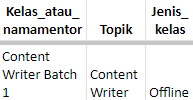 Kelas_atau_ Jenis_
namamentor Topik kelas
Content
Writer Batch Content
1 Writer Offline